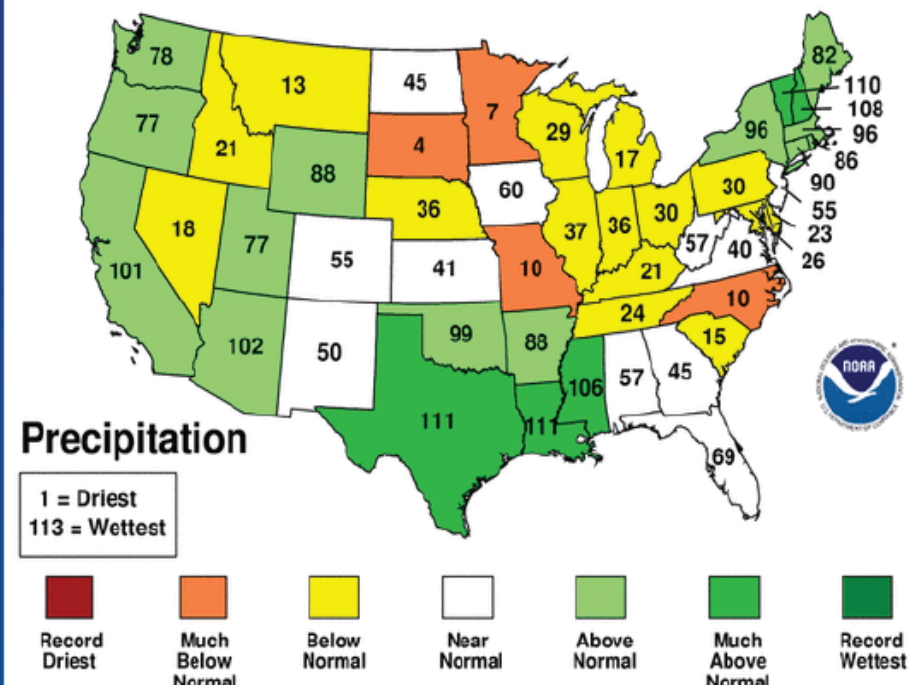 78
13
45
7
82
110
108
77
21
4
29
96
96
88
17
86
60
30
90
36
18
37
36
30
55
77
55
57
40
23
101
41
10
21
26
24
10
102
50
99
88
15
106
57
45
111
111
69
NOAA
Precipitation
1 = Driest
113 = Wettest
Record
Driest
Much
Below
Normal
Below
Normal
Near
Normal
Above
Normal
Much
Above
Normal
Record
Wettest